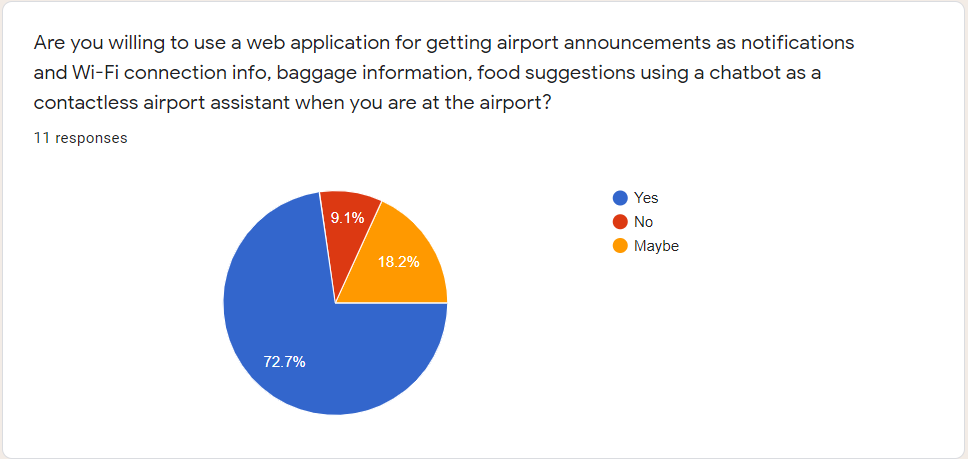 Are you willing to use a web application for getting airport announcements as notifications
and Wi-Fi connection info, baggage information, food suggestions using a chatbot as a
contactless airport assistant when you are at the airport?
11 responses
Yes
No
Maybe
9.1%
18.2%
72.7%